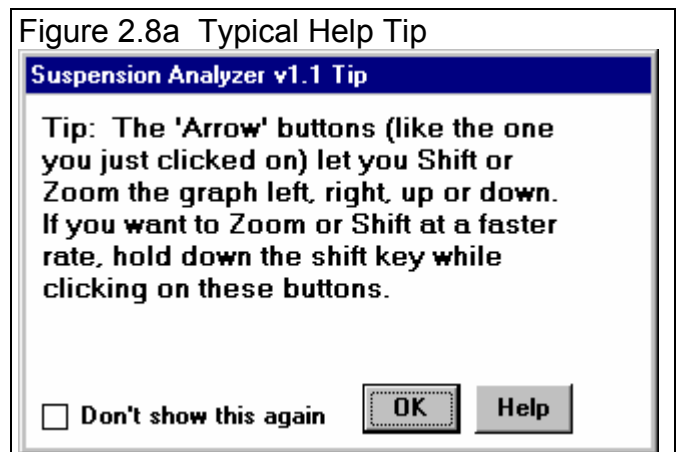 Figure 2.8a  Typical Help Tip
Suspension Analyzer v1.1 Tip
Tip:  The 'Arrow' buttons (like the one
you just clicked on) let you Shift or
Zoom the graph left, right, up or down.
If you want to Zoom or Shift at a faster
rate, hold down the shift key while
clicking on these buttons.
Don't show this again
OK
Help